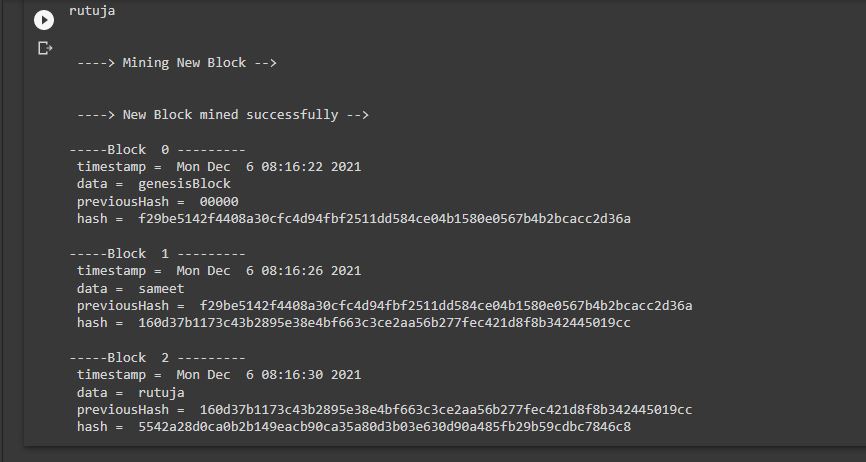 rutuja
----> Mining New Block -->
----> New Block mined successfully -->
-----Block  0 ---------
timestamp =  Mon Dec  6 08:16:22 2021
data =  genesisBlock
previousHash =  00000
hash =  f29be5142f4408a30cfc4d94fbf2511dd584ce04b1580e0567b4b2bcacc2d36a
-----Block  1 ---------
timestamp =  Mon Dec  6 08:16:26 2021
data =  sameet
previousHash =  f29be5142f4408a30cfc4d94fbf2511dd584ce04b1580e0567b4b2bcacc2d36a
hash =  160d37b1173c43b2895e38e4bf663c3ce2aa56b277fec421d8f8b342445019cc
-----Block  2 ---------
timestamp =  Mon Dec  6 08:16:30 2021
data =  rutuja
previousHash =  160d37b1173c43b2895e38e4bf663c3ce2aa56b277fec421d8f8b342445019cc
hash =  5542a28d0ca0b2b149eacb90ca35a80d3b03e630d90a485fb29b59cdbc7846c8